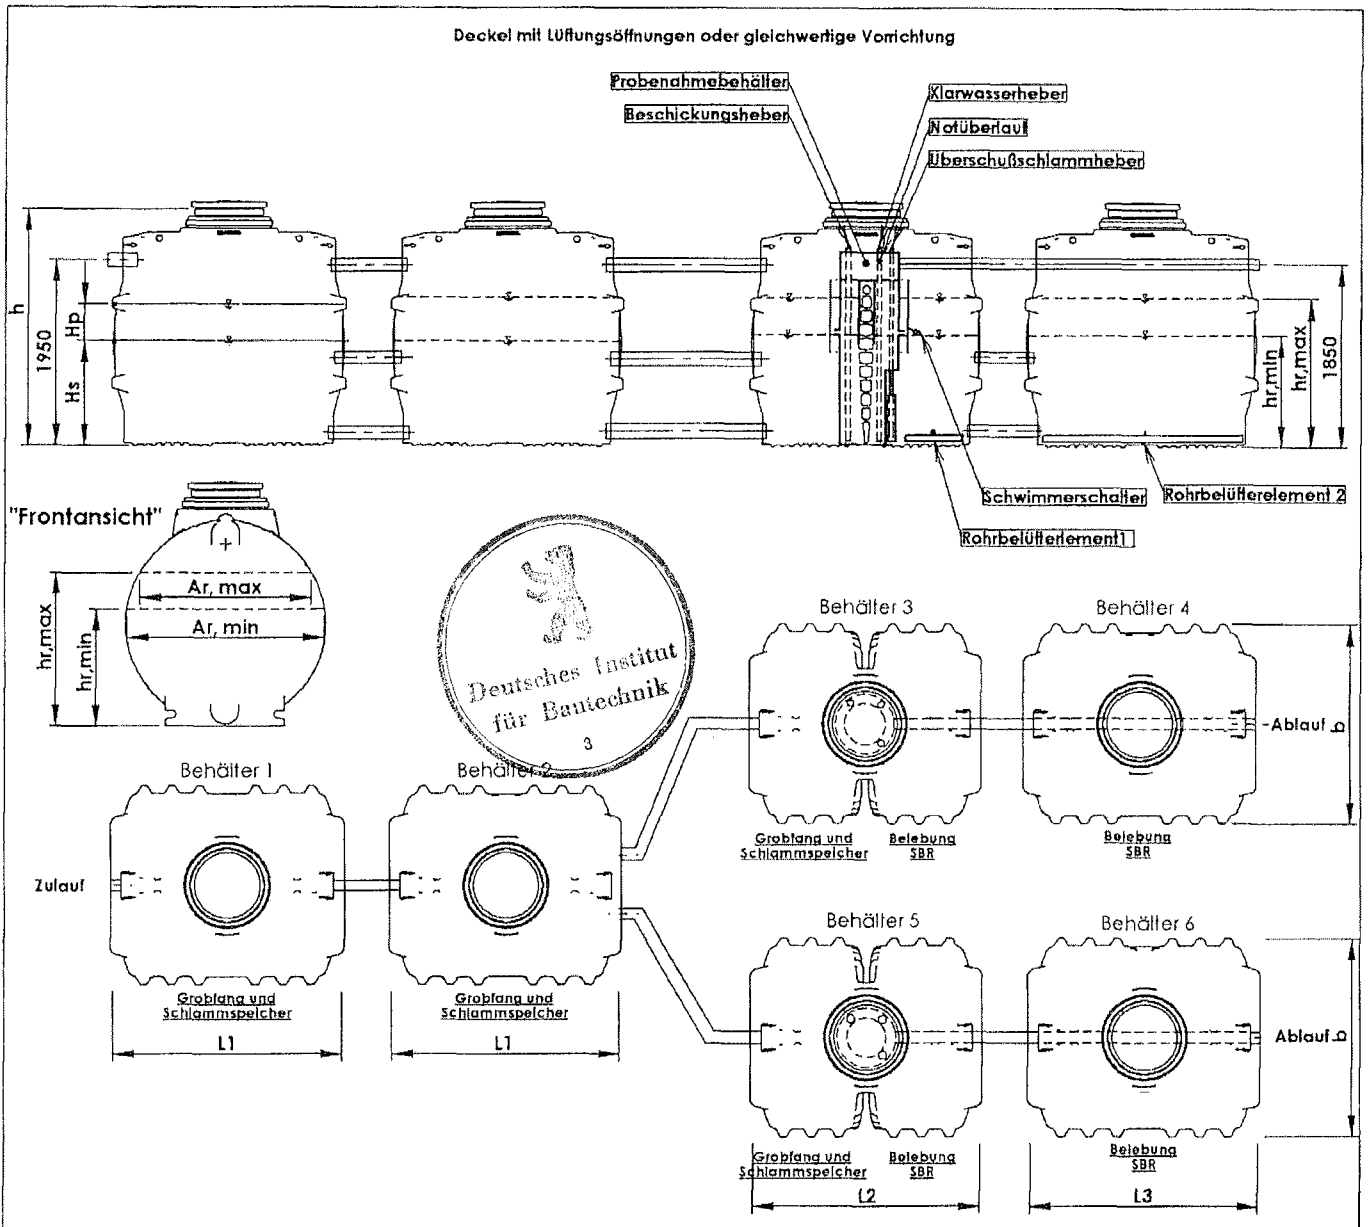 Deckel mit Lüftungsöffnungen oder gleichwertige Vorrichtung
Probenahmebehälter
Beschickungsheber
Klarwasserheber
Notüberlauf
Überschußschlammheber
h
1950
Hp
Hs
hr,min
hr,max
1850
Schwimmerschalter
Rohrbelüfterelement 2
Rohrbelüfterlement1
"Frontansicht"
Ar, max
Ar, min
hr,max
hr,min
Deutsches Institut
für Bautechnik
3
Behälter 3
Behälter 4
Ablauf
b
Behälter 1
Behälter 2
Grobfang und
Schlammspeicher
Belebung
SBR
Belebung
SBR
Zulauf
Behälter 5
Behälter 6
Grobfang und
Schlammspeicher
Grobfang und
Schlammspeicher
L1
L1
Ablauf
b
Grobfang und
Schlammspeicher
Belebung
SBR
Belebung
SBR
L2
L3